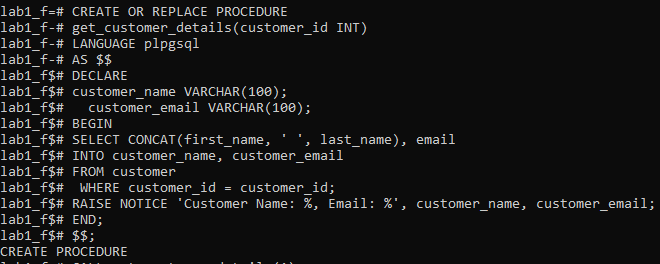 lab1_f=# CREATE OR REPLACE PROCEDURE
lab1_f-# get_customer_details(customer_id INT)
lab1_f-# LANGUAGE plpgsql
lab1_f-# AS $$
lab1_f$# DECLARE
lab1_f$# customer_name VARCHAR(100);
lab1_f$#   customer_email VARCHAR(100);
lab1_f$# BEGIN
lab1_f$# SELECT CONCAT(first_name, ' ', last_name), email
lab1_f$# INTO customer_name, customer_email
lab1_f$# FROM customer
lab1_f$#  WHERE customer_id = customer_id;
lab1_f$# RAISE NOTICE 'Customer Name: %, Email: %', customer_name, customer_email;
lab1_f$# END;
lab1_f$# $$;
CREATE PROCEDURE